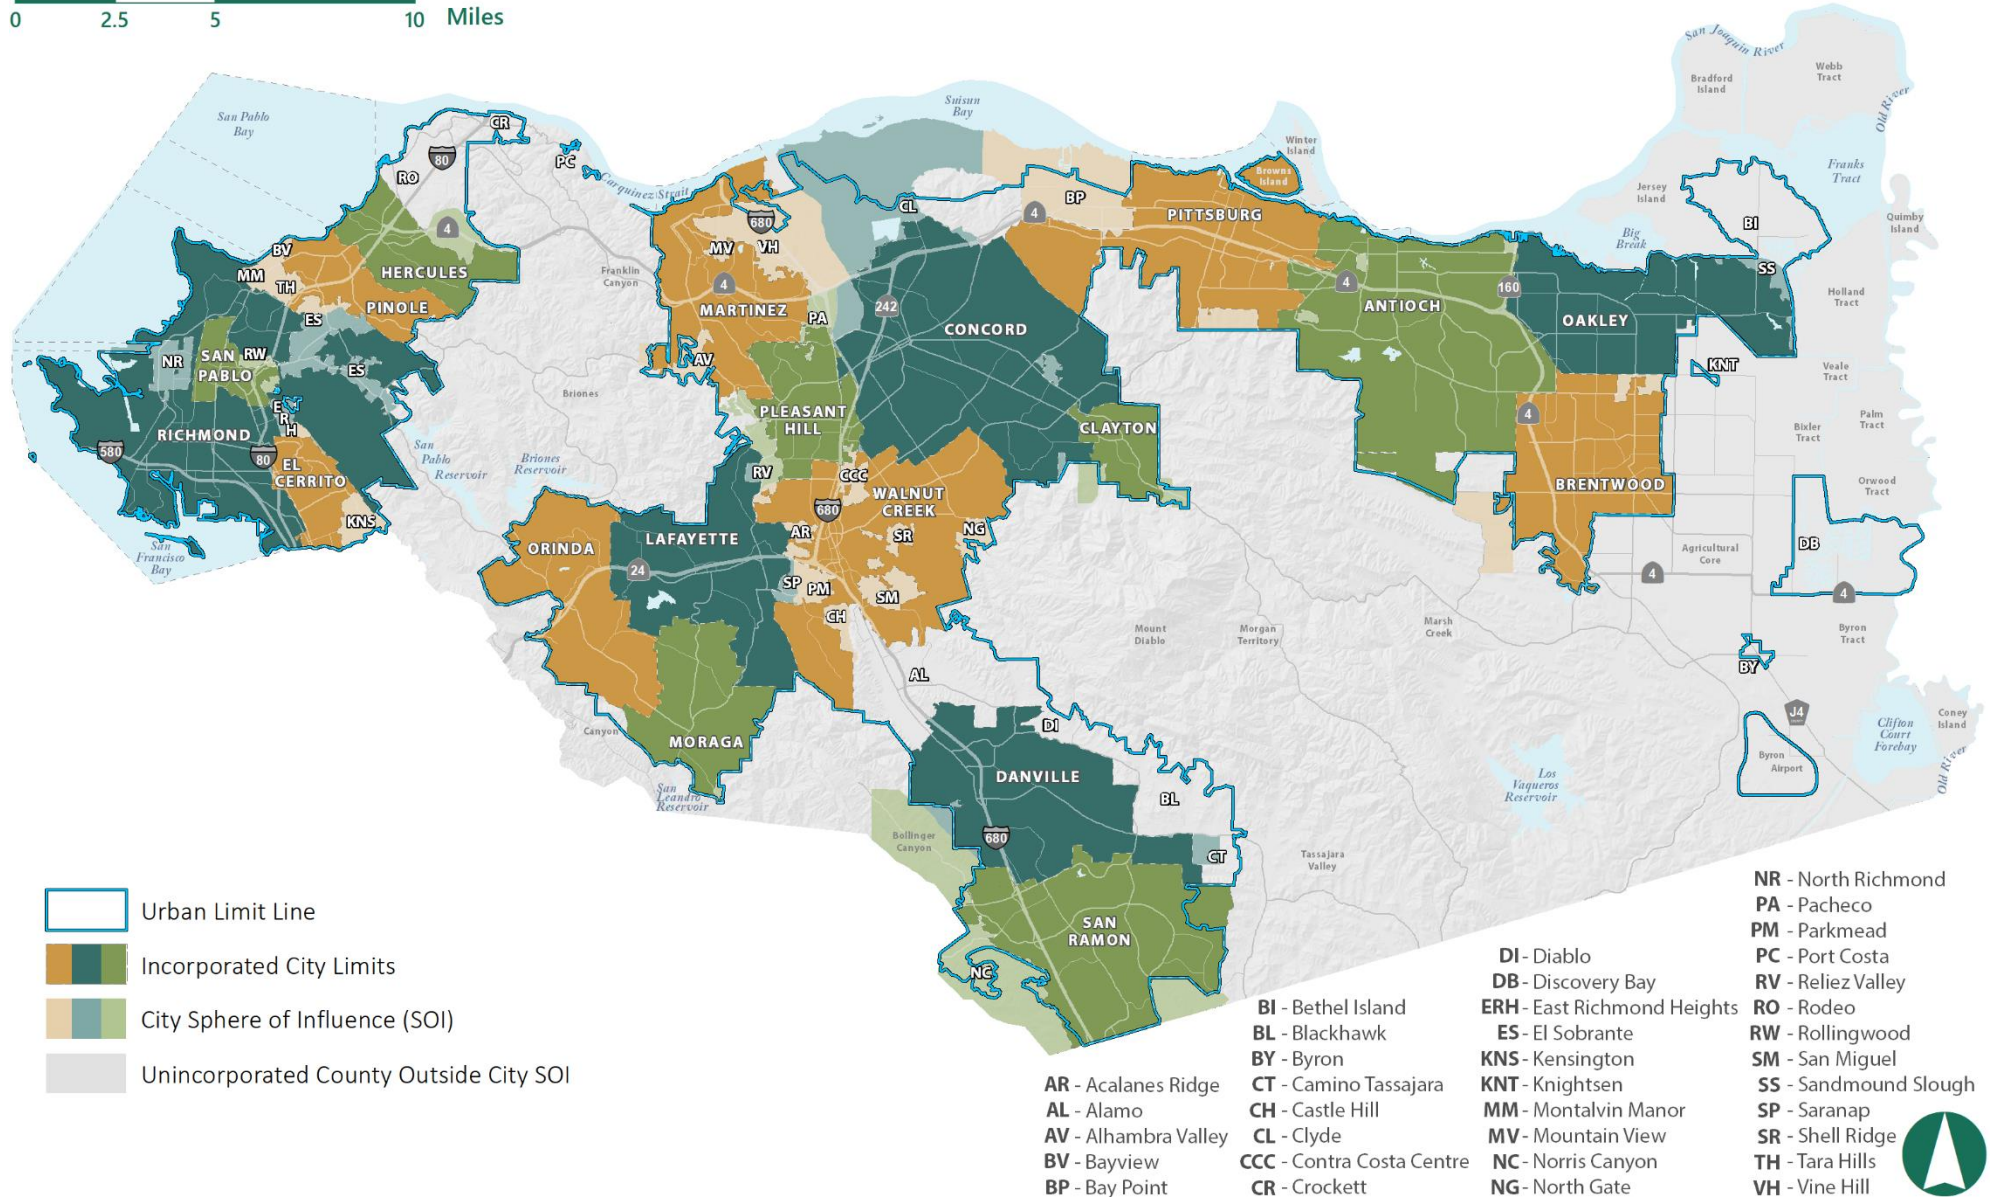 0 2.5 5 10 Miles
San Joaquin River
Webb
Tract
Bradford
Island
Old River
San Pablo
Bay
Suisun
Bay
CR
80
PC
RO
Carquinez Strait
Winter
Island
Browns
Island
Franks
Tract
Jersey
Island
Quimby
Island
BI
Big
Break
SS
4
BV
MM
TH
HERCULES
PINOLE
ES
Franklin
Canyon
680
MV
VH
4
MARTINEZ
PA
AV
CL
4
BP
PITTSBURG
242
CONCORD
4
ANTIOCH
160
OAKLEY
Holland
Tract
KNT
Veale
Tract
NR
SAN
PABLO
RW
ES
E
R
H
RICHMOND
580
80
EL
CERRITO
KNS
San
Francisco
Bay
San
Pablo
Reservoir
Briones
Briones
Reservoir
PLEASANT
HILL
CLAYTON
RV
CCC
WALNUT
CREEK
680
AR
SR
NG
4
BRENTWOOD
Bixler
Tract
Palm
Tract
Orwood
Tract
ORINDA
LAFAYETTE
24
SP
PM
SM
CH
DB
Agricultural
Core
4
4
Mount
Diablo
Morgan
Territory
Marsh
Creek
Byron
Tract
BY
AL
Canyon
MORAGA
San
Leandro
Reservoir
DI
DANVILLE
BL
J4
Clifton
Court
Forebay
Coney
Island
Old River
Byron
Airport
Los
Vaqueros
Reservoir
Bollinger
Canyon
680
CT
Tassajara
Valley
SAN
RAMON
NC
Urban Limit Line
Incorporated City Limits
City Sphere of Influence (SOI)
Unincorporated County Outside City SOI
AR - Acalanes Ridge
AL - Alamo
AV - Alhambra Valley
BV - Bayview
BP - Bay Point
BI - Bethel Island
BL - Blackhawk
BY - Byron
CT - Camino Tassajara
CH - Castle Hill
CL - Clyde
CCC - Contra Costa Centre
CR - Crockett
DI - Diablo
DB - Discovery Bay
ERH - East Richmond Heights
ES - El Sobrante
KNS - Kensington
KNT - Knightsen
MM - Montalvin Manor
MV - Mountain View
NC - Norris Canyon
NG - North Gate
NR - North Richmond
PA - Pacheco
PM - Parkmead
PC - Port Costa
RV - Reliez Valley
RO - Rodeo
RW - Rollingwood
SM - San Miguel
SS - Sandmound Slough
SP - Saranap
SR - Shell Ridge
TH - Tara Hills
VH - Vine Hill